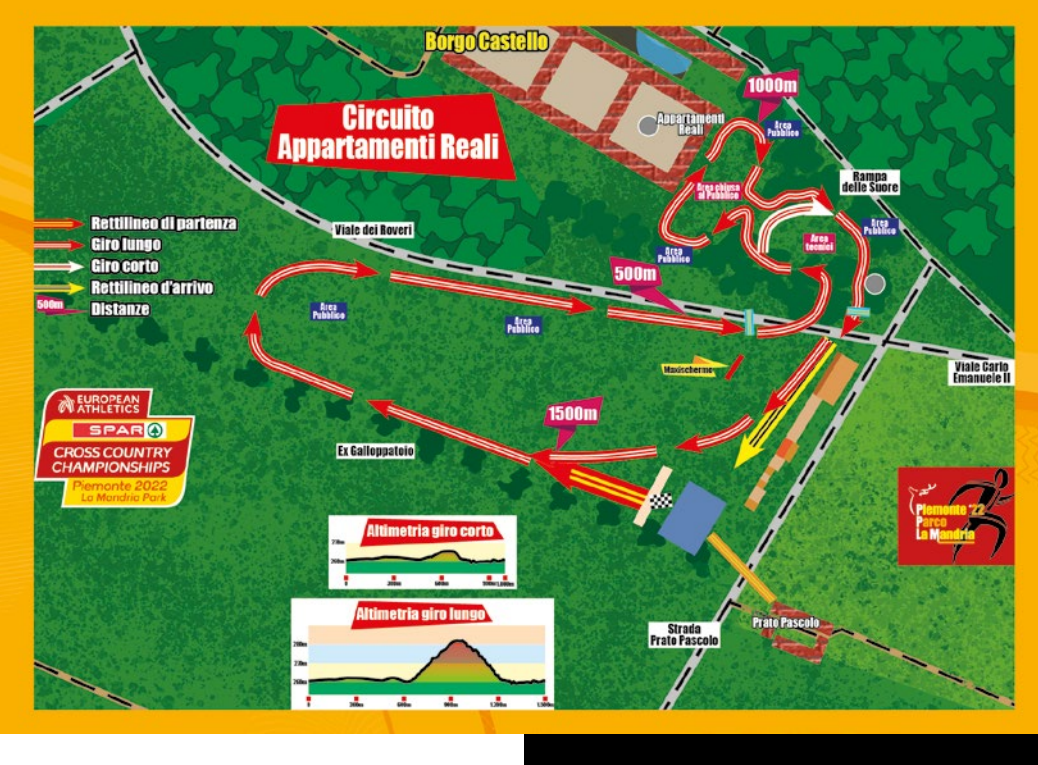 Borgo Castello
Circuito
Appartamenti Reali
1000m
Appartamenti
Reali
Area
Pubblico
Rampa
delle Suore
Area chiusa
al Pubblico
Area
Pubblico
Area
tecnici
Area
Pubblico
Rettilineo di partenza
Giro lungo
Giro corto
Rettilineo d'arrivo
500m
Distanze
Viale dei Roveri
500m
Area
Pubblico
Area
Pubblico
Maxischermo
Viale Carlo
Emanuele II
1500m
Ex Galoppatoio
EUROPEAN
ATHLETICS
SPAR
CROSS COUNTRY
CHAMPIONSHIPS
Piemonte 2022
La Mandria Park
Piemonte '22
Parco
La Mandria
Altimetria giro corto
Altimetria giro lungo
Strada
Prato Pascolo
Prato Pascolo